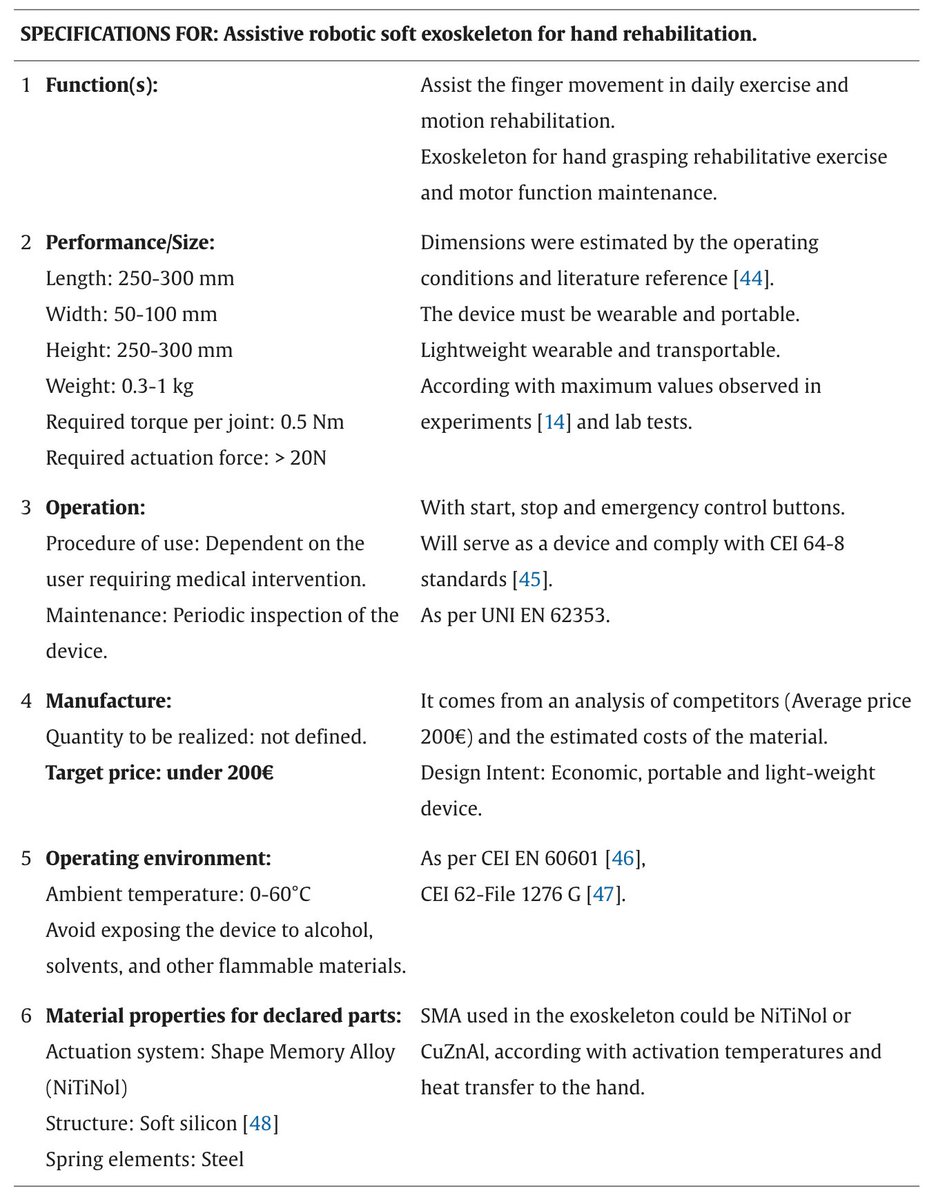 SPECIFICATIONS FOR: Assistive robotic soft exoskeleton for hand rehabilitation.
1 Function(s):
Assist the finger movement in daily exercise and
motion rehabilitation.
Exoskeleton for hand grasping rehabilitative exercise
and motor function maintenance.
2 Performance/Size:
Length: 250-300 mm
Width: 50-100 mm
Height: 250-300 mm
Weight: 0.3-1 kg
Required torque per joint: 0.5 Nm
Required actuation force: > 20N
Dimensions were estimated by the operating
conditions and literature reference [44].
The device must be wearable and portable.
Lightweight wearable and transportable.
According with maximum values observed in
experiments [14] and lab tests.
3 Operation:
Procedure of use: Dependent on the
user requiring medical intervention.
Maintenance: Periodic inspection of the
device.
With start, stop and emergency control buttons.
Will serve as a device and comply with CEI 64-8
standards [45].
As per UNI EN 62353.
4 Manufacture:
Quantity to be realized: not defined.
Target price: under 200€
It comes from an analysis of competitors (Average price
200€) and the estimated costs of the material.
Design Intent: Economic, portable and light-weight
device.
5 Operating environment:
Ambient temperature: 0-60°C
Avoid exposing the device to alcohol,
solvents, and other flammable materials.
As per CEI EN 60601 [46],
CEI 62-File 1276 G [47].
6 Material properties for declared parts:
Actuation system: Shape Memory Alloy
(NiTiNol)
Structure: Soft silicon [48]
Spring elements: Steel
SMA used in the exoskeleton could be NiTiNol or
CuZnAl, according with activation temperatures and
heat transfer to the hand.